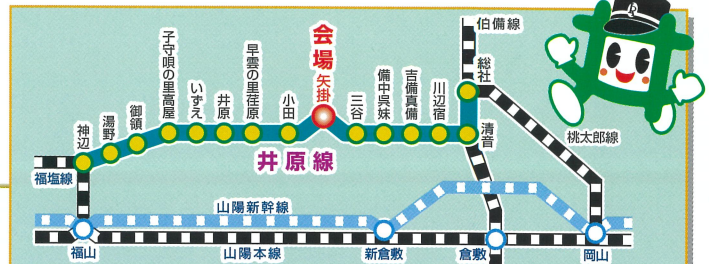 伯備線
総社
会場
矢掛
子守唄の里高屋
いずえ
井原
早雲の里荏原
小田
三谷
備中呉妹
吉備真備
川辺宿
清音
御領
湯野
神辺
桃太郎線
井原線
福塩線
山陽新幹線
福山
山陽本線
新倉敷
倉敷
岡山